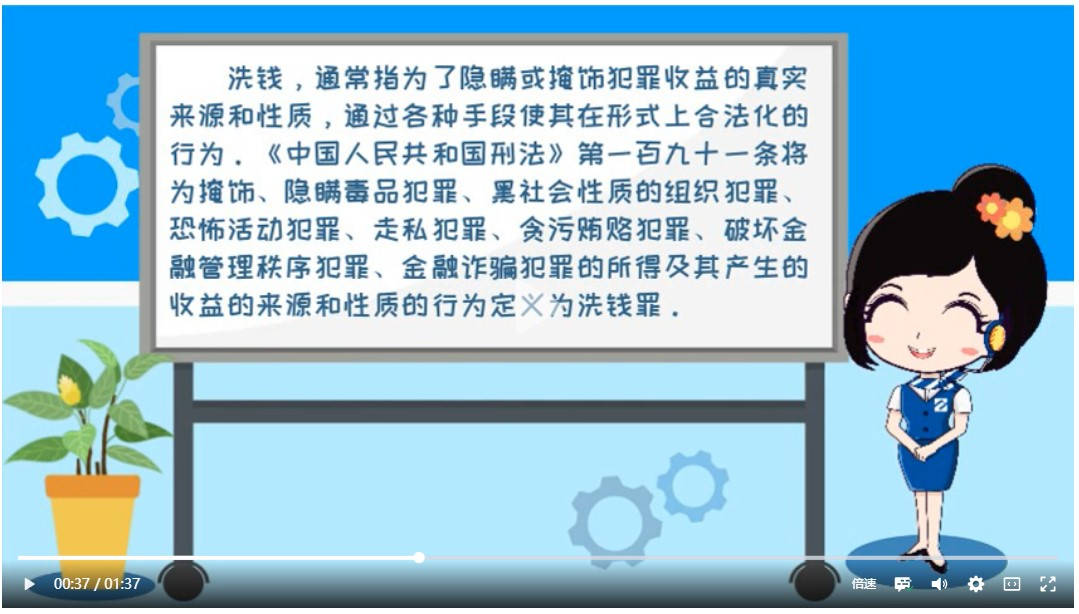 洗钱，通常指为了隐瞒或掩饰犯罪收益的真实
来源和性质，通过各种手段使其在形式上合法化的
行为．《中国人民共和国刑法》第一百九十一条将
为掩饰、隐瞒毒品犯罪、黑社会性质的组织犯罪、
恐怖活动犯罪、走私犯罪、贪污贿赂犯罪、破坏金
融管理秩序犯罪、金融诈骗犯罪的所得及其产生的
收益的来源和性质的行为定义为洗钱罪．
00:37 / 01:37
倍速